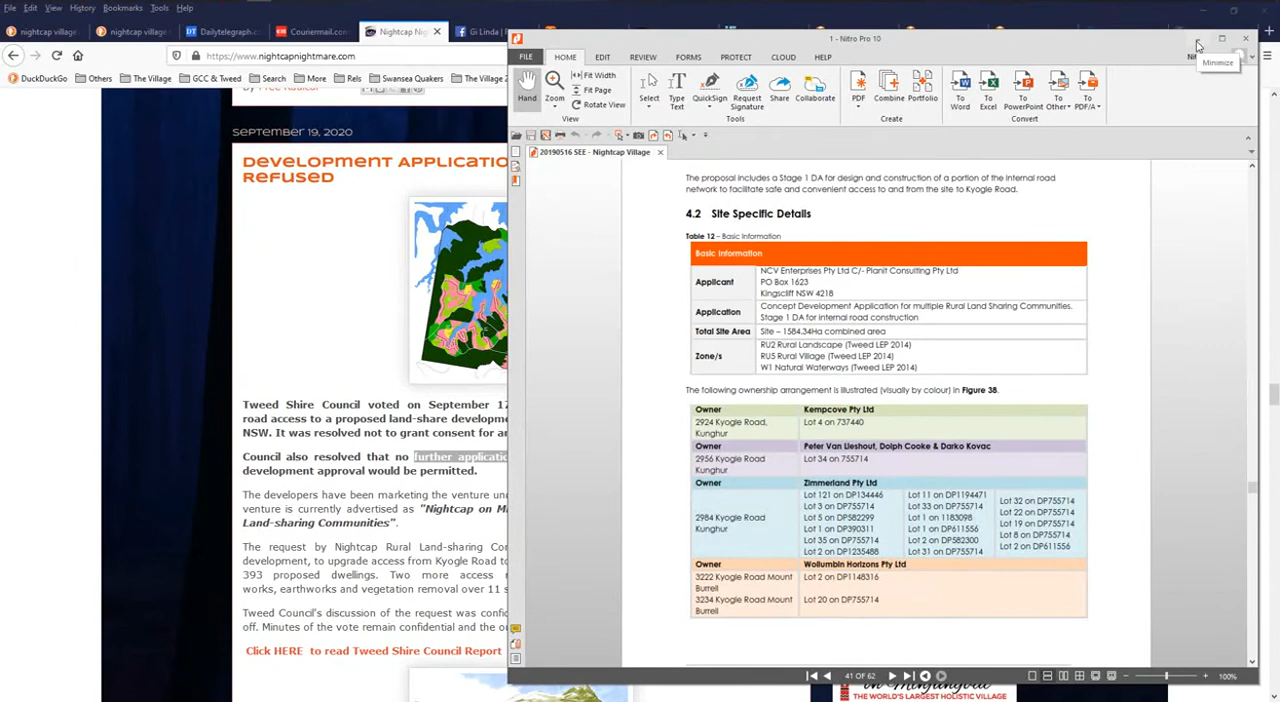 File Edit View History Bookmarks Tools Help
nightcap village
nightcap village
Dailytelegraph.c
Couriermail.com
Nightcap Nig
Gi Linda | F
https://www.nightcapnightmare.com
DuckDuckGo Others The Village GCC & Tweed Search More Rels Swansea Quakers The Village 2
September 19, 2020
Development Applicatio
Refused
Tweed Shire Council voted on September 17
road access to a proposed land-share developme
NSW. It was resolved not to grant consent for an
Council also resolved that no further applicatio
development approval would be permitted.
The developers have been marketing the venture un
venture is currently advertised as "Nightcap on M
Land-sharing Communities".
The request by Nightcap Rural Land-sharing Co
development, to upgrade access from Kyogle Road to
393 proposed dwellings. Two more access r
works, earthworks and vegetation removal over 11 s
Tweed Council's discussion of the request was confid
off. Minutes of the vote remain confidential and the o
Click HERE to read Tweed Shire Council Report
in Minjungbal
THE WORLD'S LARGEST HOLISTIC VILLAGE
1 - Nitro Pro 10
Minimize
FILE HOME EDIT REVIEW FORMS PROTECT CLOUD HELP
Hand
Zoom
Fit Width
Fit Page
Rotate View
View
Select
Type Text
QuickSign
Request Signature
Share
Collaborate
Tools
PDF
Combine
Portfolio
Create
To Word
To Excel
To PowerPoint
To Other
To PDF/A
Convert
20190516 SEE - Nightcap Village
The proposal includes a Stage 1 DA for design and construction of a portion of the internal road
network to facilitate safe and convenient access to and from the site to Kyogle Road.
4.2 Site Specific Details
Table 12 – Basic Information
Basic Information
Applicant
NCV Enterprises Pty Ltd C/- Planit Consulting Pty Ltd
PO Box 1623
Kingscliff NSW 4218
Application
Concept Development Application for multiple Rural Land Sharing Communities.
Stage 1 DA for internal road construction
Total Site Area Site – 1584.34Ha combined area
Zone/s
RU2 Rural Landscape (Tweed LEP 2014)
RU5 Rural Village (Tweed LEP 2014)
W1 Natural Waterways (Tweed LEP 2014)
The following ownership arrangement is illustrated (visually by colour) in Figure 38.
Owner Kempcove Pty Ltd
2924 Kyogle Road, Lot 4 on 737440
Kunghur
Owner Peter Van Lieshout, Dolph Cooke & Darko Kovac
2956 Kyogle Road Lot 34 on 755714
Kunghur
Owner Zimmerland Pty Ltd
2984 Kyogle Road
Kunghur
Lot 121 on DP134446
Lot 3 on DP755714
Lot 5 on DP582299
Lot 1 on DP390311
Lot 35 on DP755714
Lot 2 on DP1235488
Lot 11 on DP1194471
Lot 33 on DP755714
Lot 1 on 1183098
Lot 1 on DP611556
Lot 2 on DP582300
Lot 31 on DP755714
Lot 32 on DP755714
Lot 22 on DP755714
Lot 19 on DP755714
Lot 8 on DP755714
Lot 2 on DP611556
Owner Wollumbin Horizons Pty Ltd
3222 Kyogle Road Mount Lot 2 on DP1148316
Burrell
3234 Kyogle Road Mount Lot 20 on DP755714
Burrell
41 OF 62
100%